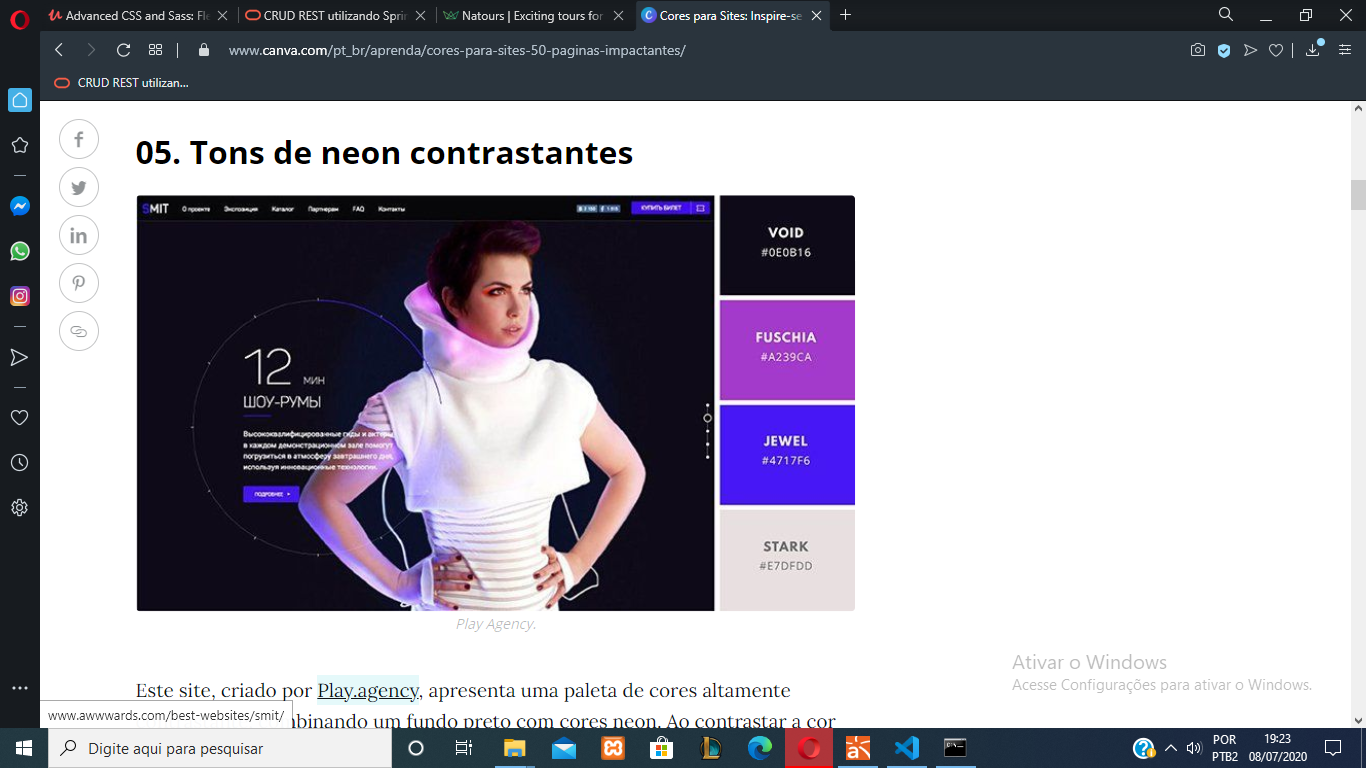 Advanced CSS and Sass: Fle
CRUD REST utilizando Sprin
Natours | Exciting tours for
Cores para Sites: Inspire-se
www.canva.com/pt_br/aprenda/cores-para-sites-50-paginas-impactantes/
CRUD REST utilizan...
05. Tons de neon contrastantes
SMIT
О проекте Экспозиция Каталог Партнерам FAQ Контакты
КУПИТЬ БИЛЕТ
VOID
#0E0B16
FUSCHIA
#A239CA
12 МИН
ШОУ-РУМЫ
Высококвалифицированные гиды и актеры
в каждом демонстрационном зале помогут
погрузиться в атмосферу завтрашнего дня,
используя инновационные технологии.
ПОДРОБНЕЕ
JEWEL
#4717F6
STARK
#E7DFDD
Play Agency.
Este site, criado por Play.agency, apresenta uma paleta de cores altamente
mbinando um fundo preto com cores neon. Ao contrastar a cor
www.awwwards.com/best-websites/smit/
Ativar o Windows
Acesse Configurações para ativar o Windows.
Digite aqui para pesquisar
POR
PTB2
19:23
08/07/2020